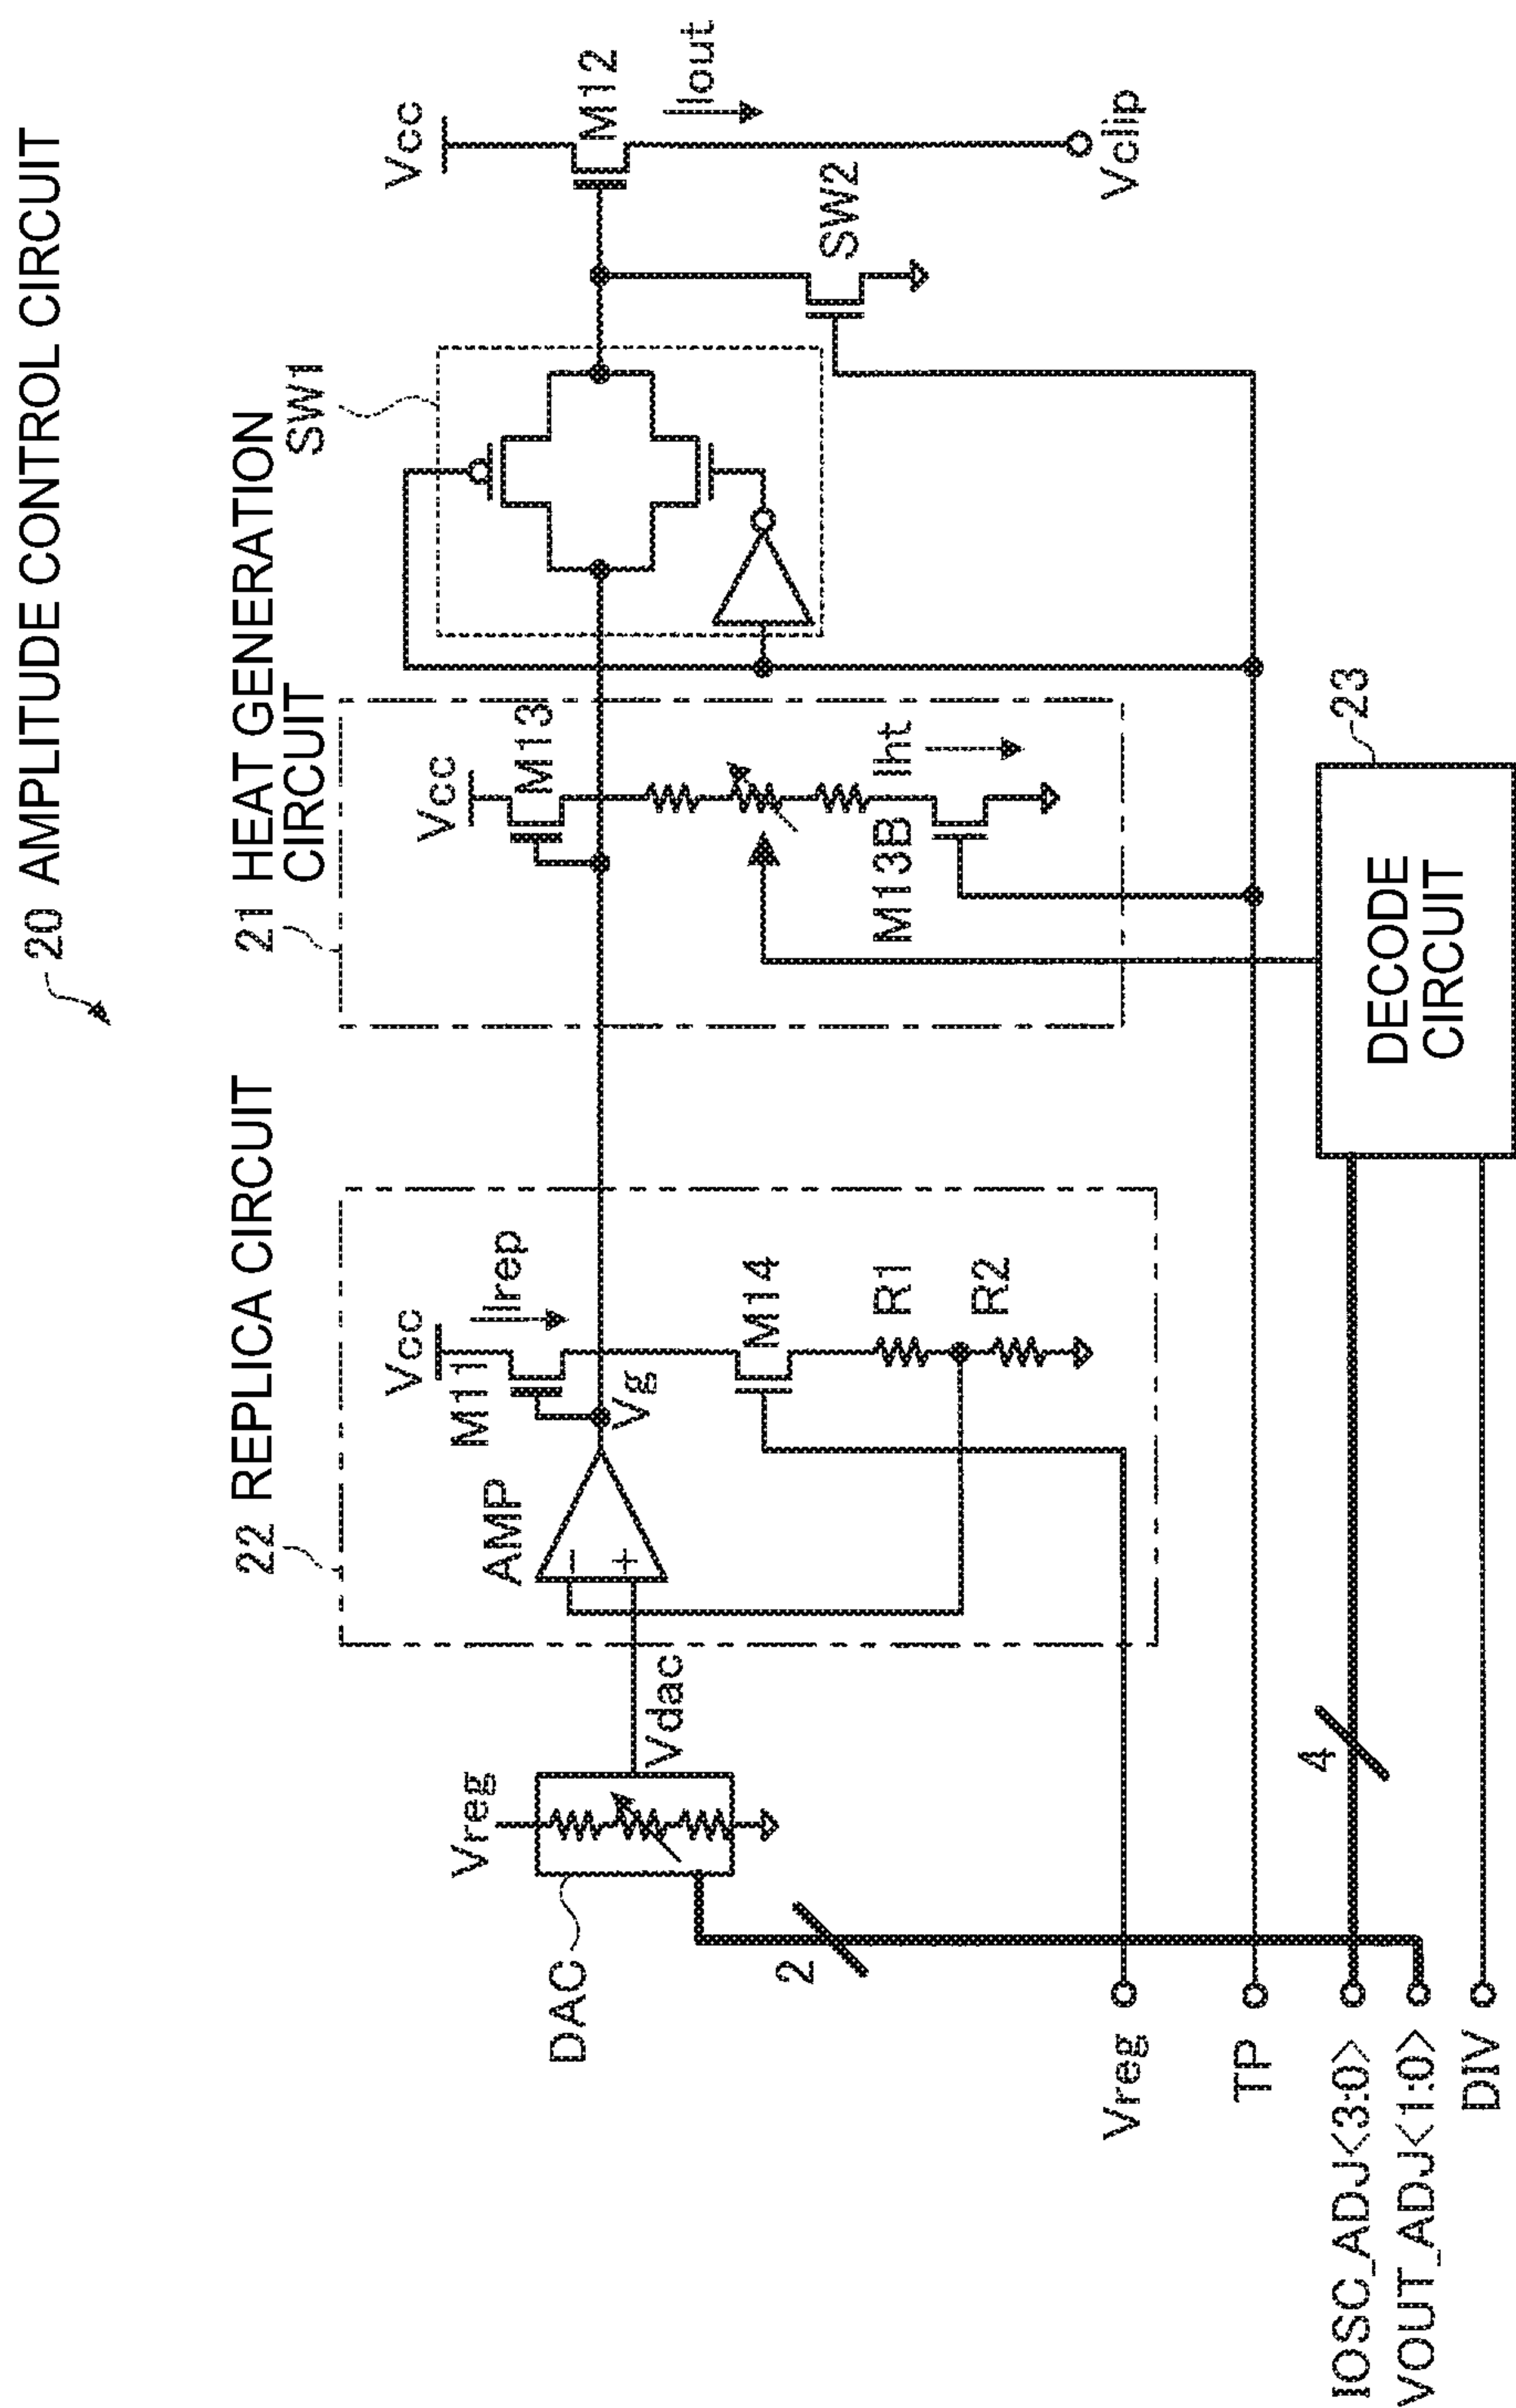 20 AMPLITUDE CONTROL CIRCUIT
22 REPLICA CIRCUIT
21 HEAT GENERATION
CIRCUIT
SW1
Vcc
M12
Iout
Vclip
SW2
Vcc
M13
Iht
M13B
Vcc
M11
Irep
Vg
AMP
−
+
M14
R1
R2
Vreg
Vdac
DAC
2
4
23
DECODE
CIRCUIT
Vreg
TP
IOSC_ADJ<3:0>
VOUT_ADJ<1:0>
DIV